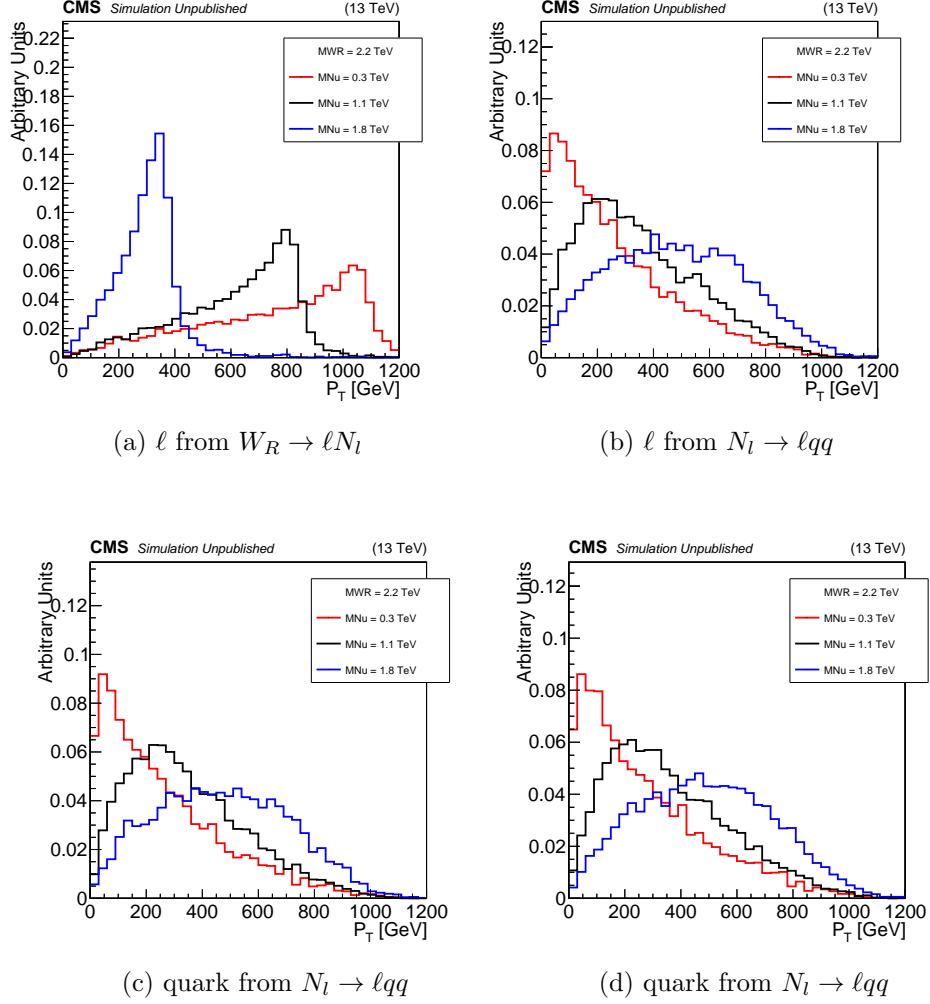 CMS Simulation Unpublished (13 TeV)
Arbitrary Units
0.22
0.2
0.18
0.16
0.14
0.12
0.1
0.08
0.06
0.04
0.02
0
MWR = 2.2 TeV
MNu = 0.3 TeV
MNu = 1.1 TeV
MNu = 1.8 TeV
0 200 400 600 800 1000 1200
P_T [GeV]
(a) ℓ from W_R → ℓN_l
CMS Simulation Unpublished (13 TeV)
Arbitrary Units
0.12
0.1
0.08
0.06
0.04
0.02
0
MWR = 2.2 TeV
MNu = 0.3 TeV
MNu = 1.1 TeV
MNu = 1.8 TeV
0 200 400 600 800 1000 1200
P_T [GeV]
(b) ℓ from N_l → ℓqq
CMS Simulation Unpublished (13 TeV)
Arbitrary Units
0.12
0.1
0.08
0.06
0.04
0.02
0
MWR = 2.2 TeV
MNu = 0.3 TeV
MNu = 1.1 TeV
MNu = 1.8 TeV
0 200 400 600 800 1000 1200
P_T [GeV]
(c) quark from N_l → ℓqq
CMS Simulation Unpublished (13 TeV)
Arbitrary Units
0.12
0.1
0.08
0.06
0.04
0.02
0
MWR = 2.2 TeV
MNu = 0.3 TeV
MNu = 1.1 TeV
MNu = 1.8 TeV
0 200 400 600 800 1000 1200
P_T [GeV]
(d) quark from N_l → ℓqq